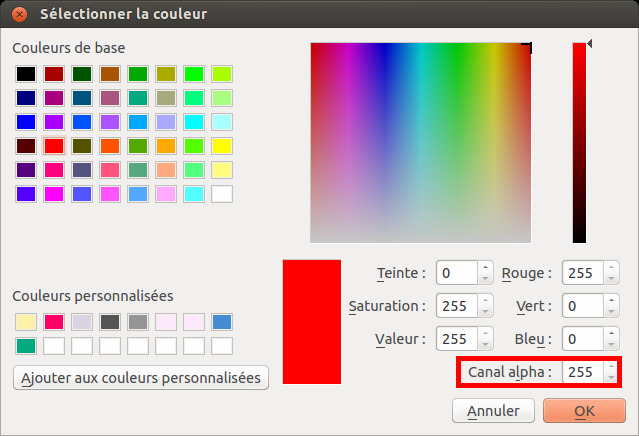 Sélectionner la couleur
Couleurs de base
Teinte : 0 Rouge : 255
Saturation : 255 Vert : 0
Valeur : 255 Bleu : 0
Canal alpha : 255
Couleurs personnalisées
Ajouter aux couleurs personnalisées
Annuler OK